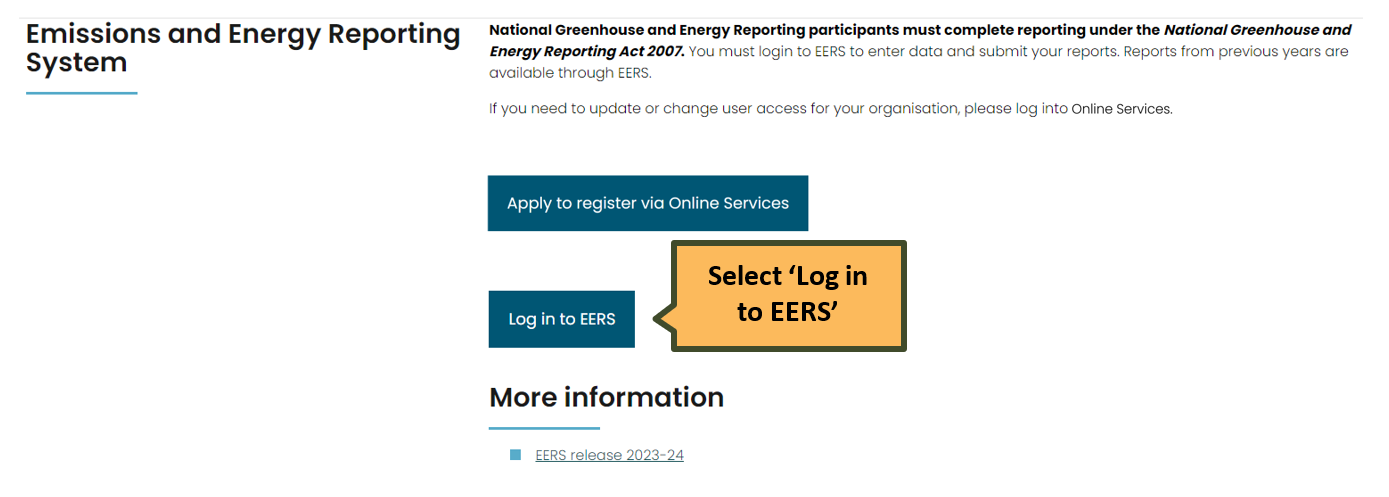 Emissions and Energy Reporting
System
National Greenhouse and Energy Reporting participants must complete reporting under the National Greenhouse and
Energy Reporting Act 2007. You must login to EERS to enter data and submit your reports. Reports from previous years are
available through EERS.
If you need to update or change user access for your organisation, please log into Online Services.
Apply to register via Online Services
Log in to EERS
Select ‘Log in
to EERS’
More information
EERS release 2023-24